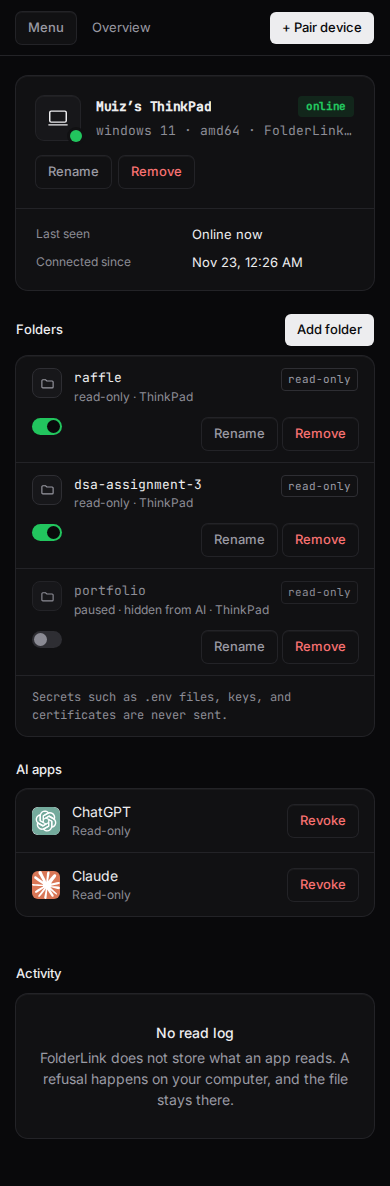 Menu
Overview
+ Pair device
Muiz's ThinkPad
online
windows 11 · amd64 · FolderLink…
Rename
Remove
Last seen
Online now
Connected since
Nov 23, 12:26 AM
Folders
Add folder
raffle
read-only
read-only · ThinkPad
Rename
Remove
dsa-assignment-3
read-only
read-only · ThinkPad
Rename
Remove
portfolio
read-only
paused · hidden from AI · ThinkPad
Rename
Remove
Secrets such as .env files, keys, and
certificates are never sent.
AI apps
ChatGPT
Read-only
Revoke
Claude
Read-only
Revoke
Activity
No read log
FolderLink does not store what an app reads. A
refusal happens on your computer, and the file
stays there.